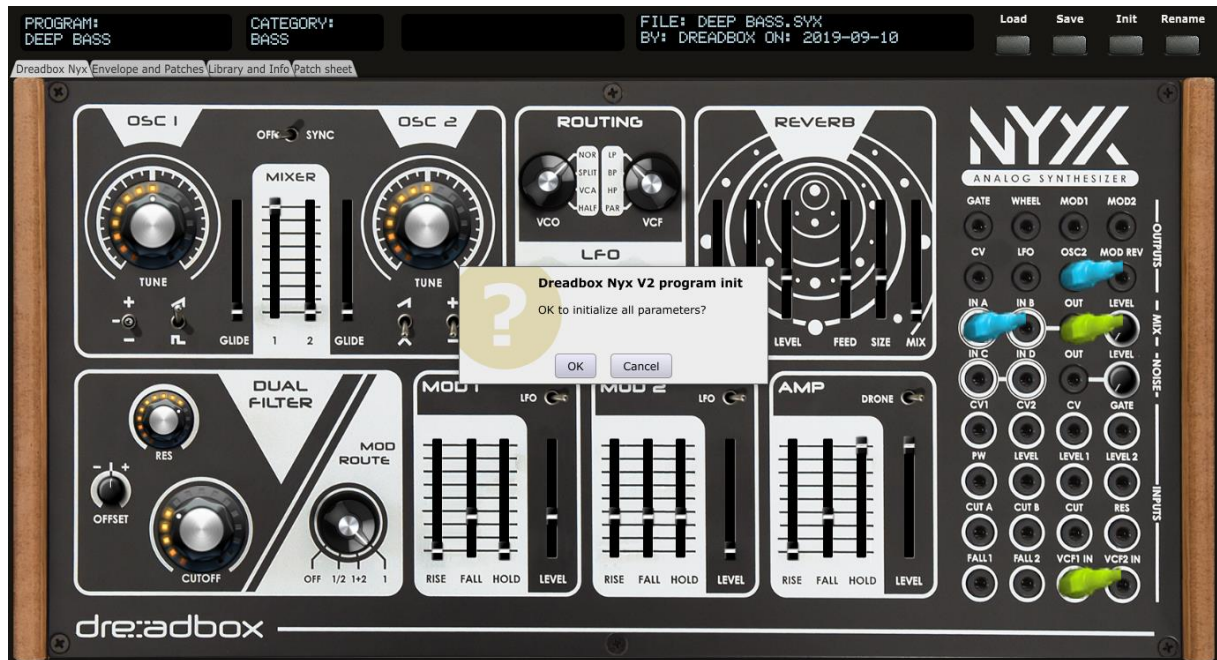 PROGRAM:
DEEP BASS
CATEGORY:
BASS
FILE: DEEP BASS.SYX
BY: DREADBOX ON: 2019-09-10
Load Save Init Rename
Dreadbox Nyx Envelope and Patches Library and Info Patch sheet
OSC 1
OFF SYNC
OSC 2
MIXER
TUNE
TUNE
GLIDE 1 2 GLIDE
ROUTING
NOR LP
SPLIT BP
VCA HP
HALF PAR
VCO VCF
LFO
REVERB
LEVEL FEED SIZE MIX
Dreadbox Nyx V2 program init
OK to initialize all parameters?
OK Cancel
DUAL
FILTER
RES
OFFSET
CUTOFF
MOD
ROUTE
OFF 1/2 1+2 1
MOD 1
LFO
RISE FALL HOLD LEVEL
MOD 2
LFO
RISE FALL HOLD LEVEL
AMP
DRONE
RISE FALL HOLD LEVEL
NYX
ANALOG SYNTHESIZER
GATE WHEEL MOD1 MOD2
CV LFO OSC2 MOD REV
OUTPUTS
IN A IN B OUT LEVEL
MIX
IN C IN D OUT LEVEL
NOISE
CV1 CV2 CV GATE
PW LEVEL LEVEL 1 LEVEL 2
CUT A CUT B CUT RES
INPUTS
FALL 1 FALL 2 VCF1 IN VCF2 IN
dreadbox